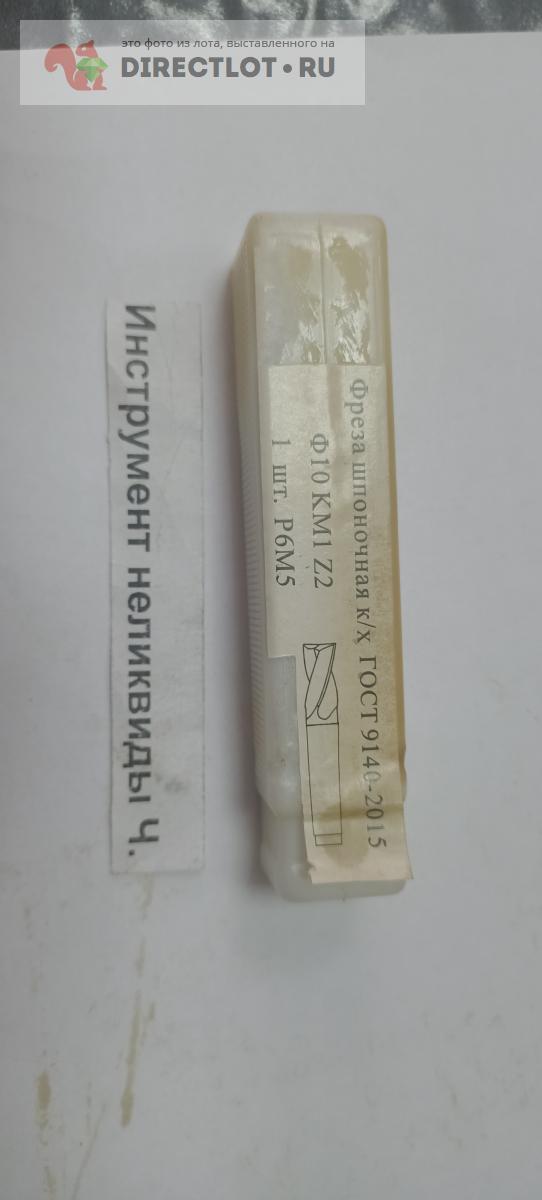 это фото из лота, выставленного на
DIRECTLOT•RU
Фреза шпоночная к/х ГОСТ 9140-2015
Ф10 КМ1 Z2
1 шт. Р6М5
Инструмент неликвиды Ч.